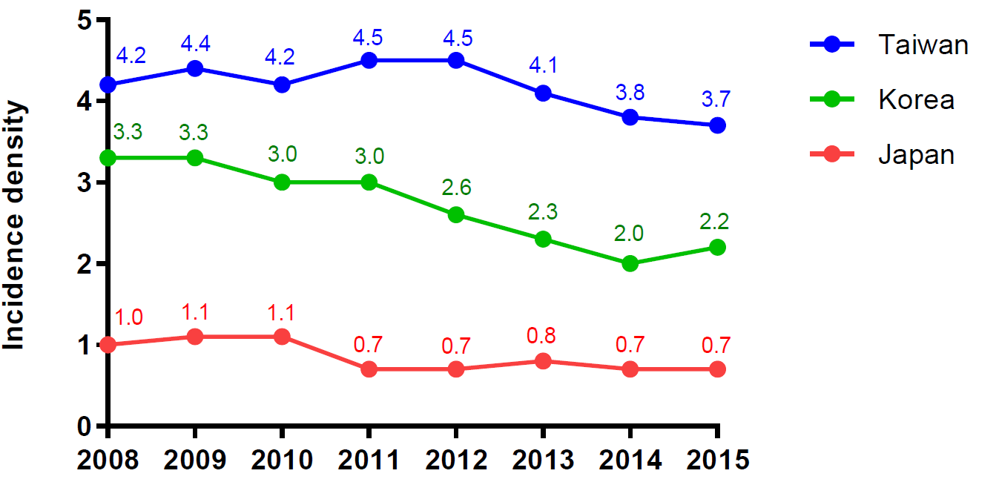 Incidence density
5
4
3
2
1
0
4.2 4.4 4.2 4.5 4.5 4.1 3.8 3.7
3.3 3.3 3.0 3.0 2.6 2.3 2.0 2.2
1.0 1.1 1.1 0.7 0.7 0.8 0.7 0.7
2008 2009 2010 2011 2012 2013 2014 2015
Taiwan
Korea
Japan